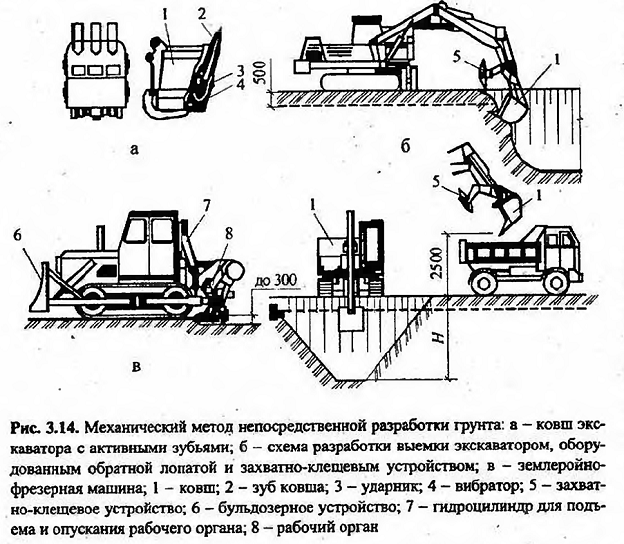 1
2
3
4
а
500
5
1
б
6
7
8
до 300
в
1
5
1
2500
H
Рис. 3.14. Механический метод непосредственной разработки грунта: а – ковш экс-
каватора с активными зубьями; б – схема разработки выемки экскаватором, обору-
дованным обратной лопатой и захватно-клещевым устройством; в – землеройно-
фрезерная машина; 1 – ковш; 2 – зуб ковша; 3 – ударник; 4 – вибратор; 5 – захват-
но-клещевое устройство; 6 – бульдозерное устройство; 7 – гидроцилиндр для подъ-
ема и опускания рабочего органа; 8 – рабочий орган